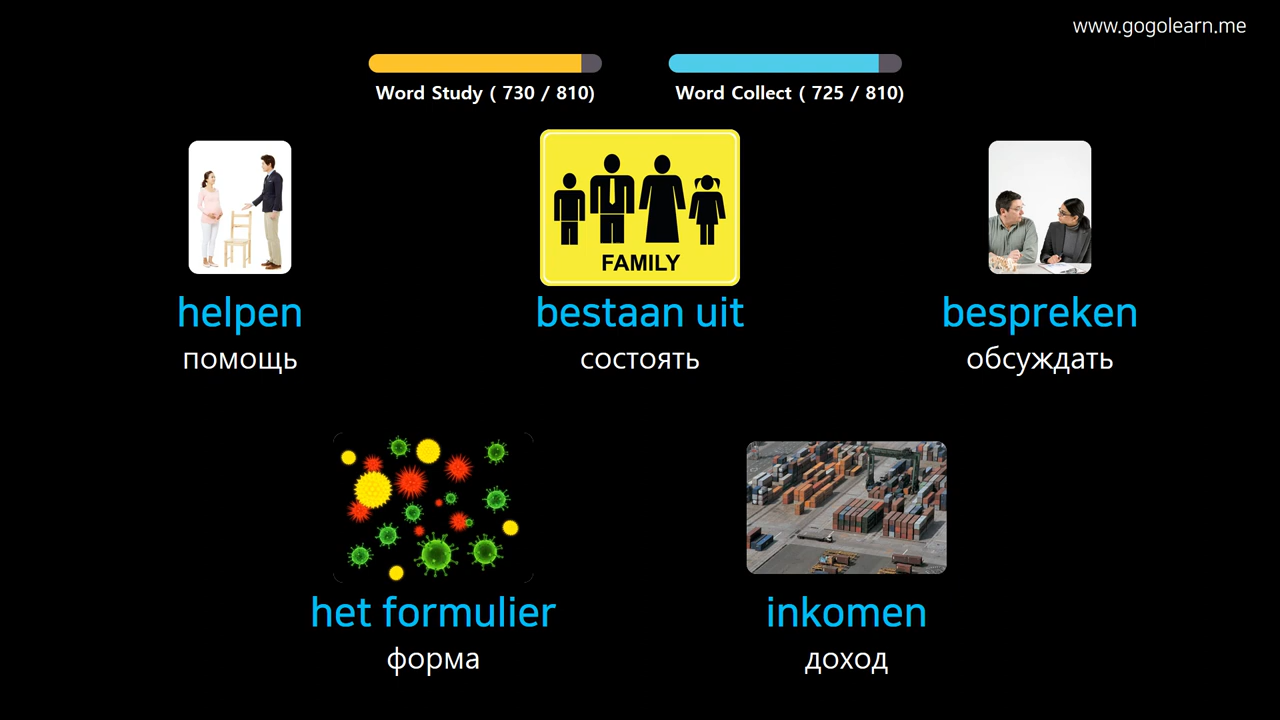 www.gogolearn.me
Word Study ( 730 / 810)
Word Collect ( 725 / 810)
FAMILY
helpen
bestaan uit
bespreken
помощь
состоять
обсуждать
het formulier
inkomen
форма
доход